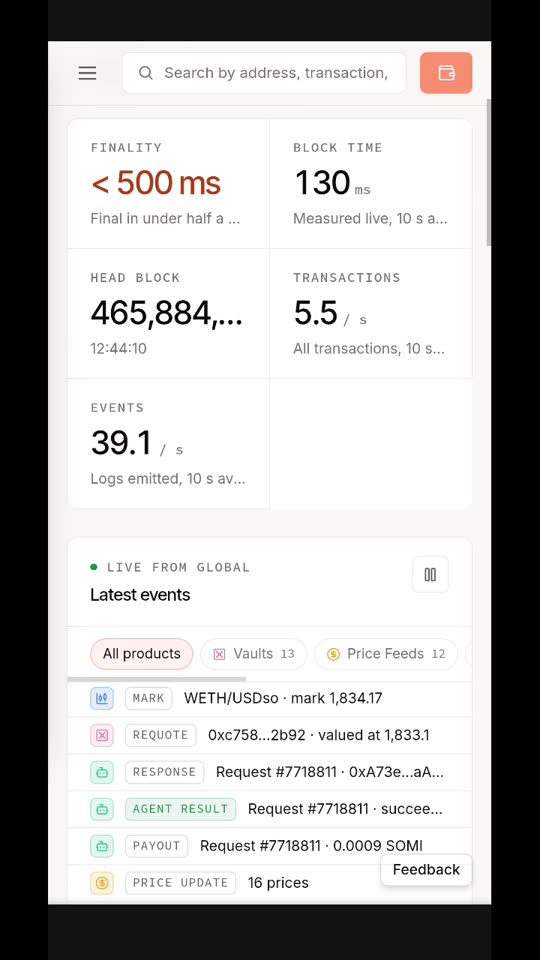 Search by address, transaction,
FINALITY
< 500 ms
Final in under half a ...
BLOCK TIME
130 ms
Measured live, 10 s a...
HEAD BLOCK
465,884,...
12:44:10
TRANSACTIONS
5.5 / s
All transactions, 10 s...
EVENTS
39.1 / s
Logs emitted, 10 s av...
LIVE FROM GLOBAL
Latest events
All products
Vaults 13
Price Feeds 12
MARK WETH/USDso · mark 1,834.17
REQUOTE 0xc758...2b92 · valued at 1,833.1
RESPONSE Request #7718811 · 0xA73e...aA...
AGENT RESULT Request #7718811 · succee...
PAYOUT Request #7718811 · 0.0009 SOMI
PRICE UPDATE 16 prices
Feedback